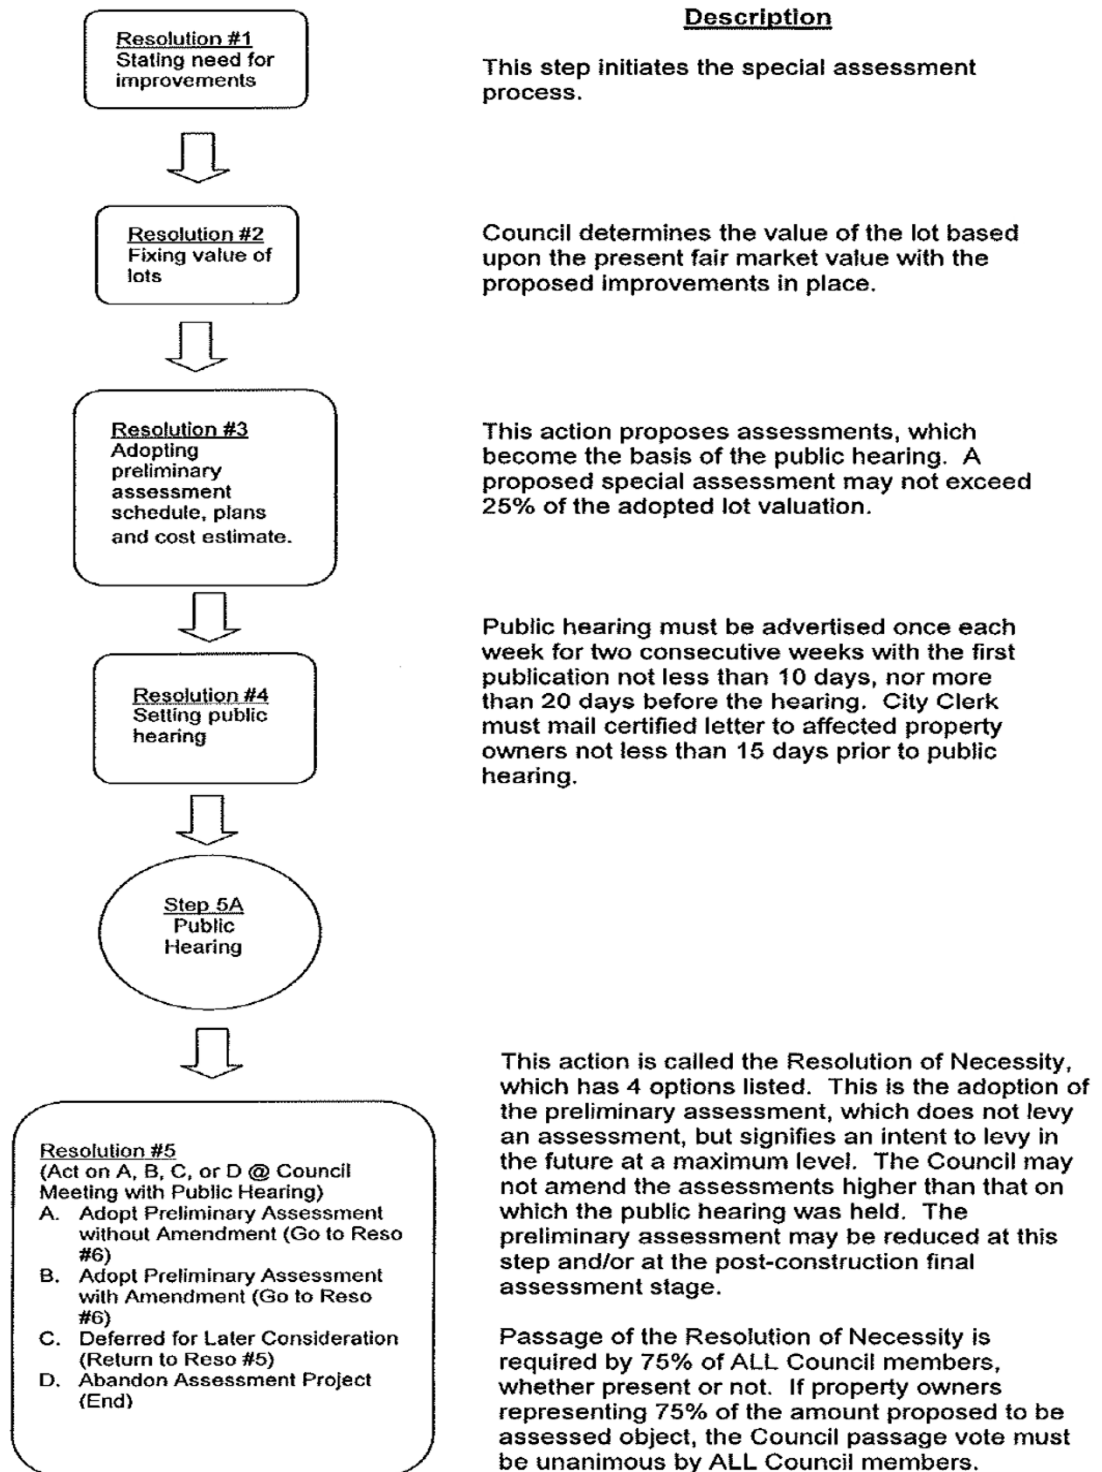 Description
Resolution #1
Stating need for
improvements
This step initiates the special assessment
process.
Resolution #2
Fixing value of
lots
Council determines the value of the lot based
upon the present fair market value with the
proposed improvements in place.
Resolution #3
Adopting
preliminary
assessment
schedule, plans
and cost estimate.
This action proposes assessments, which
become the basis of the public hearing.  A
proposed special assessment may not exceed
25% of the adopted lot valuation.
Resolution #4
Setting public
hearing
Public hearing must be advertised once each
week for two consecutive weeks with the first
publication not less than 10 days, nor more
than 20 days before the hearing.  City Clerk
must mail certified letter to affected property
owners not less than 15 days prior to public
hearing.
Step 5A
Public
Hearing
Resolution #5
(Act on A, B, C, or D @ Council
Meeting with Public Hearing)
A. Adopt Preliminary Assessment
without Amendment (Go to Reso
#6)
B. Adopt Preliminary Assessment
with Amendment (Go to Reso
#6)
C. Deferred for Later Consideration
(Return to Reso #5)
D. Abandon Assessment Project
(End)
This action is called the Resolution of Necessity,
which has 4 options listed.  This is the adoption of
the preliminary assessment, which does not levy
an assessment, but signifies an intent to levy in
the future at a maximum level.  The Council may
not amend the assessments higher than that on
which the public hearing was held.  The
preliminary assessment may be reduced at this
step and/or at the post-construction final
assessment stage.
Passage of the Resolution of Necessity is
required by 75% of ALL Council members,
whether present or not.  If property owners
representing 75% of the amount proposed to be
assessed object, the Council passage vote must
be unanimous by ALL Council members.